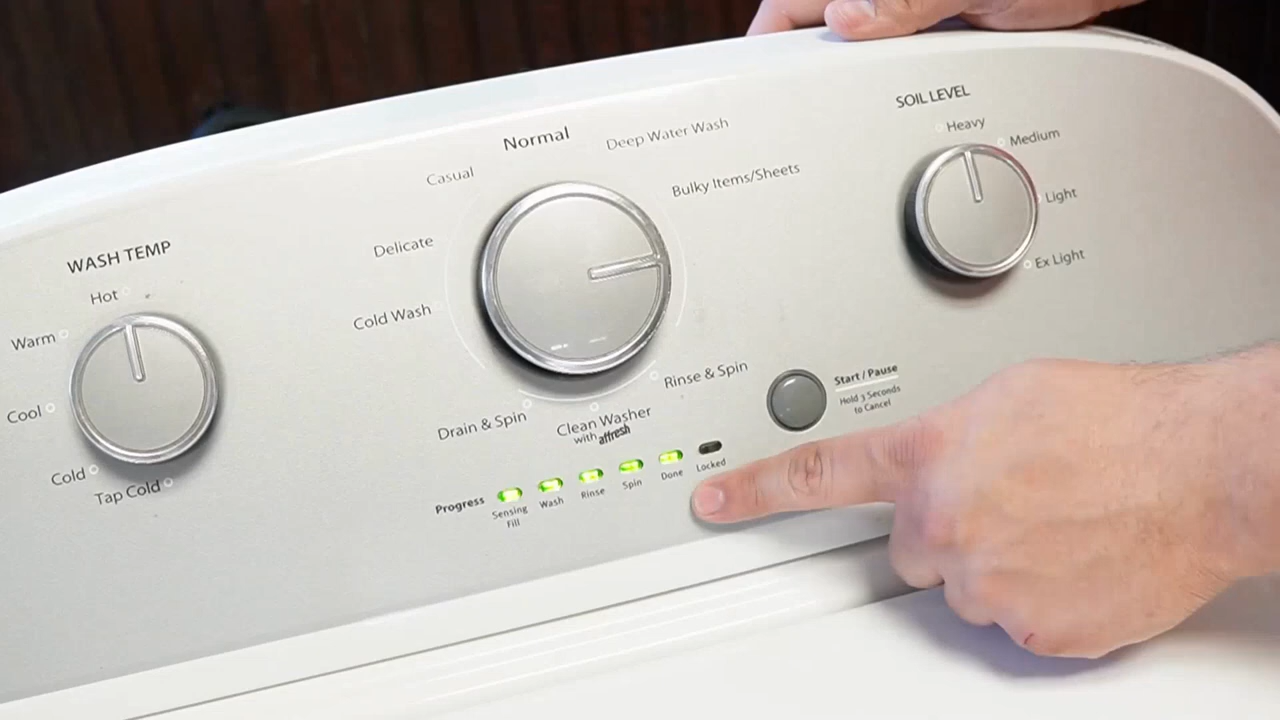 WASH TEMP
Hot
Warm
Cool
Cold
Tap Cold
Normal
Casual
Delicate
Cold Wash
Drain & Spin
Clean Washer
with affresh
Rinse & Spin
Bulky Items/Sheets
Deep Water Wash
SOIL LEVEL
Heavy
Medium
Light
Ex Light
Start / Pause
Hold 3 Seconds
to Cancel
Progress
Sensing
Fill
Wash
Rinse
Spin
Done
Locked